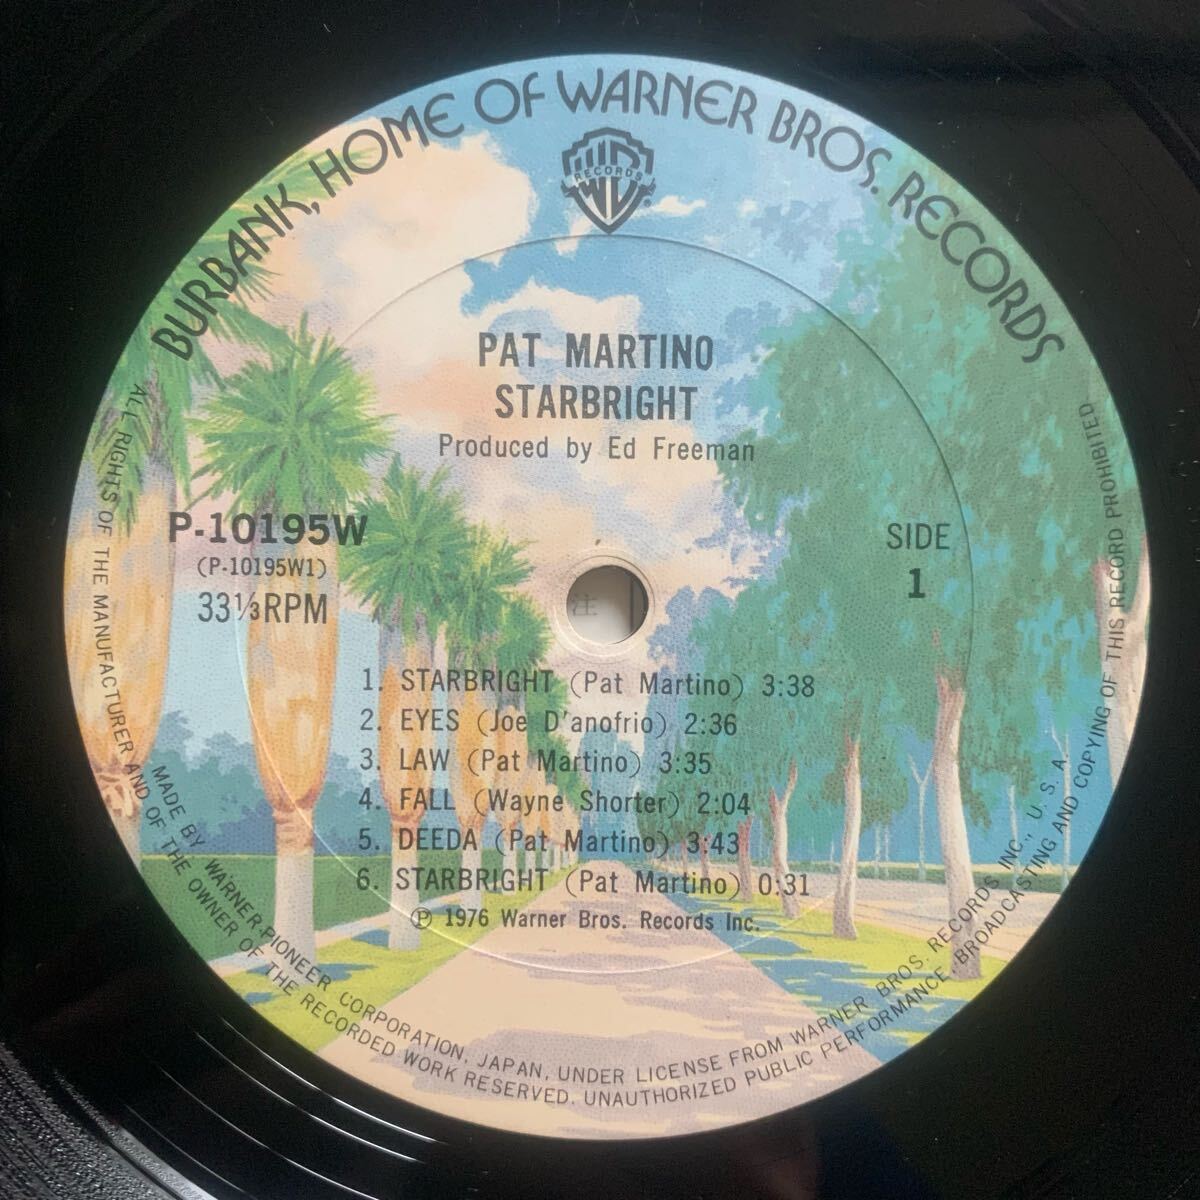 BURBANK, HOME OF WARNER BROS. RECORDS
WB
RECORDS
®
PAT MARTINO
STARBRIGHT
Produced by Ed Freeman
P-10195W
(P-10195W1)
33⅓RPM
SIDE
1
注
1. STARBRIGHT (Pat Martino) 3:38
2. EYES (Joe D'anofrio) 2:36
3. LAW (Pat Martino) 3:35
4. FALL (Wayne Shorter) 2:04
5. DEEDA (Pat Martino) 3:43
6. STARBRIGHT (Pat Martino) 0:31
Ⓟ 1976 Warner Bros. Records Inc.
MADE BY WARNER-PIONEER CORPORATION, JAPAN, UNDER LICENSE FROM WARNER BROS. RECORDS INC., U. S. A.
ALL RIGHTS OF THE MANUFACTURER AND OF THE OWNER OF THE RECORDED WORK RESERVED. UNAUTHORIZED PUBLIC PERFORMANCE, BROADCASTING AND COPYING OF THIS RECORD PROHIBITED